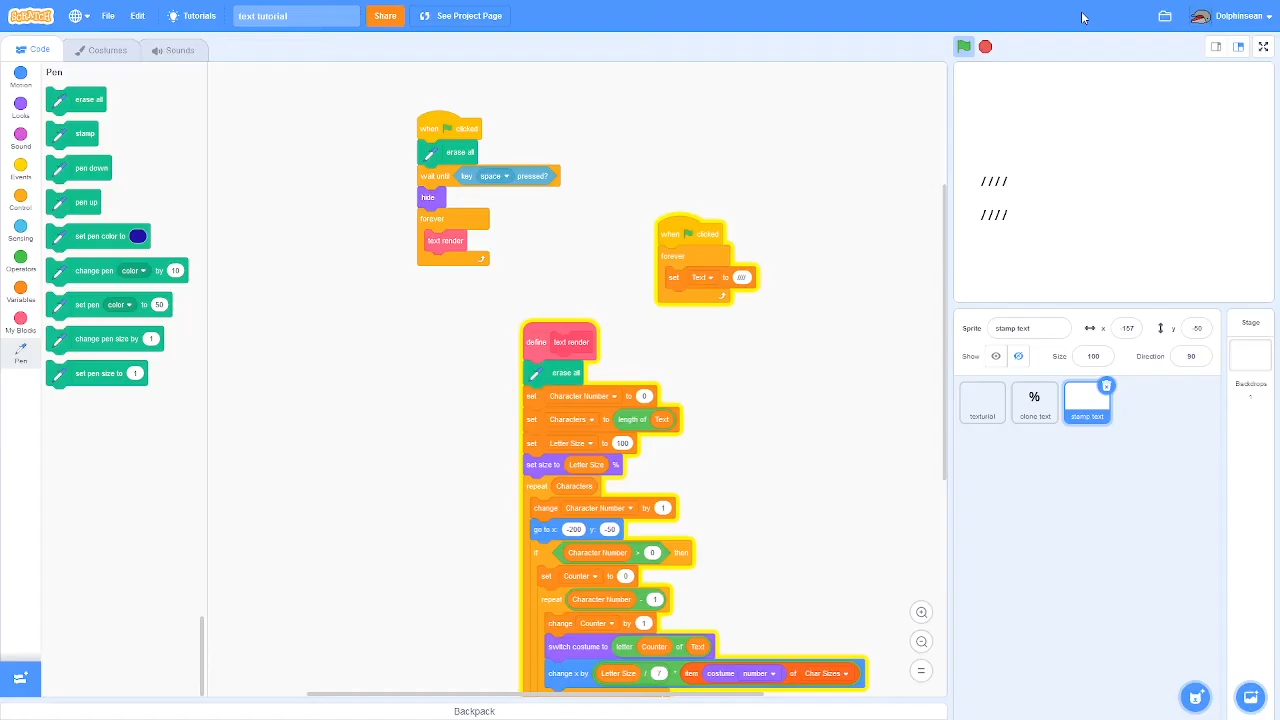 SCRATCH File Edit Tutorials text tutorial Share See Project Page Dolphinsean
Code Costumes Sounds
Motion
Looks
Sound
Events
Control
Sensing
Operators
Variables
My Blocks
Pen
Pen
erase all
stamp
pen down
pen up
set pen color to
change pen color by 10
set pen color to 50
change pen size by 1
set pen size to 1
when clicked
erase all
wait until key space pressed?
hide
forever
text render
when clicked
forever
set Text to ////
define text render
erase all
set Character Number to 0
set Characters to length of Text
set Letter Size to 100
set size to Letter Size %
repeat Characters
change Character Number by 1
go to x: -200 y: -50
if Character Number > 0 then
set Counter to 0
repeat Character Number - 1
change Counter by 1
switch costume to letter Counter of Text
change x by Letter Size / 7 * item costume number of Char Sizes
////
////
Sprite stamp text x -157 y -50
Show Size 100 Direction 90
%
texturial clone text stamp text
Stage
Backdrops
1
Backpack